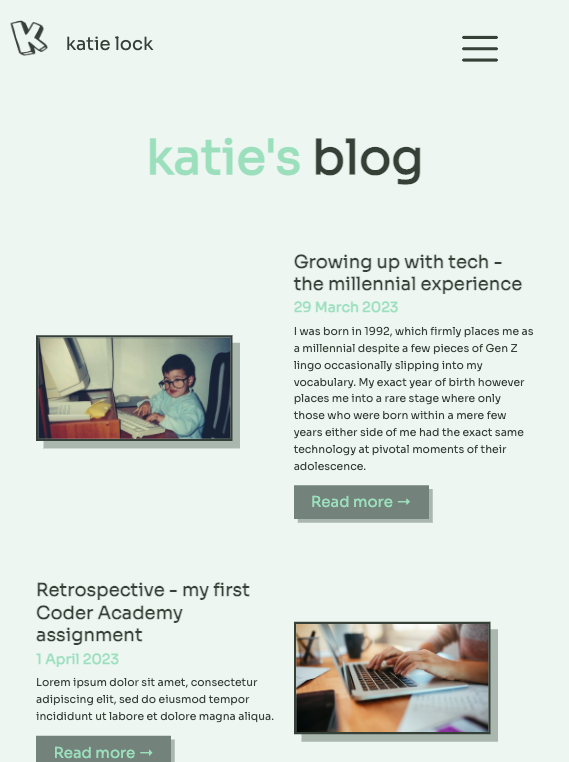 K
katie lock
katie's blog
Growing up with tech -
the millennial experience
29 March 2023
I was born in 1992, which firmly places me as
a millennial despite a few pieces of Gen Z
lingo occasionally slipping into my
vocabulary. My exact year of birth however
places me into a rare stage where only
those who were born within a mere few
years either side of me had the exact same
technology at pivotal moments of their
adolescence.
Read more →
Retrospective - my first
Coder Academy
assignment
1 April 2023
Lorem ipsum dolor sit amet, consectetur
adipiscing elit, sed do eiusmod tempor
incididunt ut labore et dolore magna aliqua.
Read more →